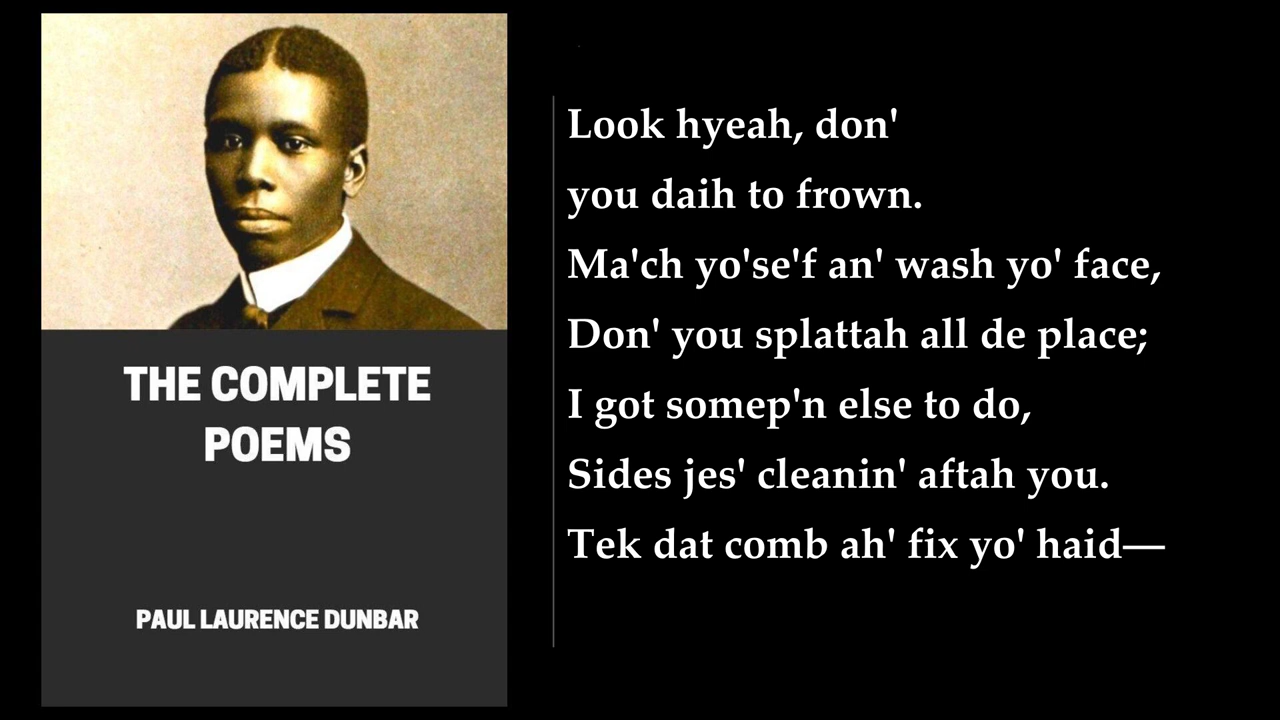 THE COMPLETE
POEMS
PAUL LAURENCE DUNBAR
Look hyeah, don'
you daih to frown.
Ma'ch yo'se'f an' wash yo' face,
Don' you splattah all de place;
I got somep'n else to do,
Sides jes' cleanin' aftah you.
Tek dat comb ah' fix yo' haid—